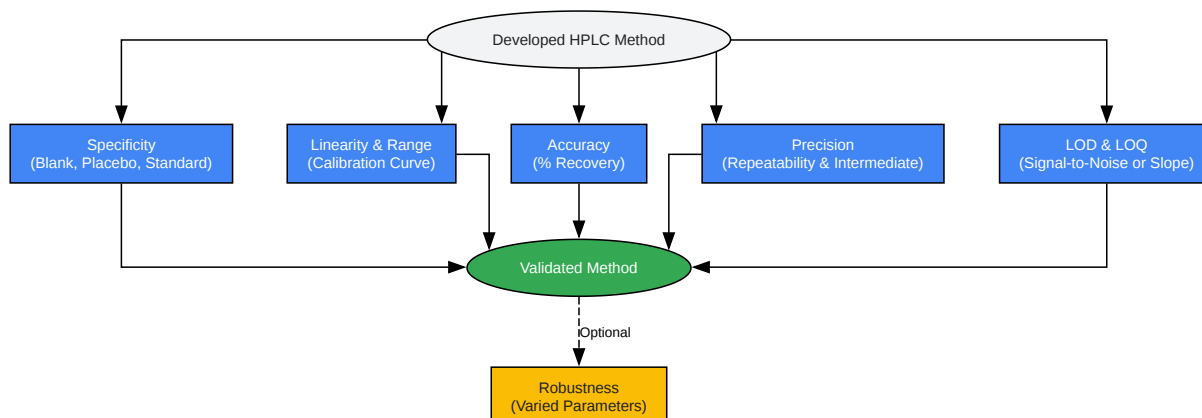 Developed HPLC Method
Specificity
(Blank, Placebo, Standard)
Linearity & Range
(Calibration Curve)
Accuracy
(% Recovery)
Precision
(Repeatability & Intermediate)
LOD & LOQ
(Signal-to-Noise or Slope)
Validated Method
Optional
Robustness
(Varied Parameters)